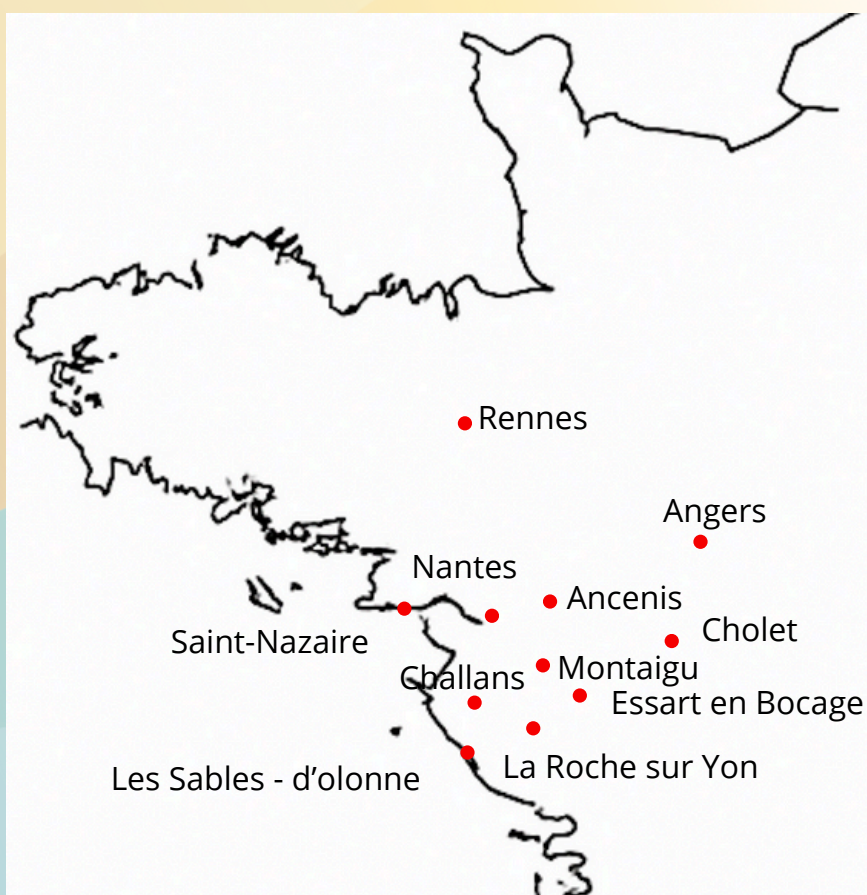 Rennes
Angers
Nantes
Ancenis
Cholet
Saint-Nazaire
Montaigu
Challans
Essart en Bocage
La Roche sur Yon
Les Sables - d'olonne